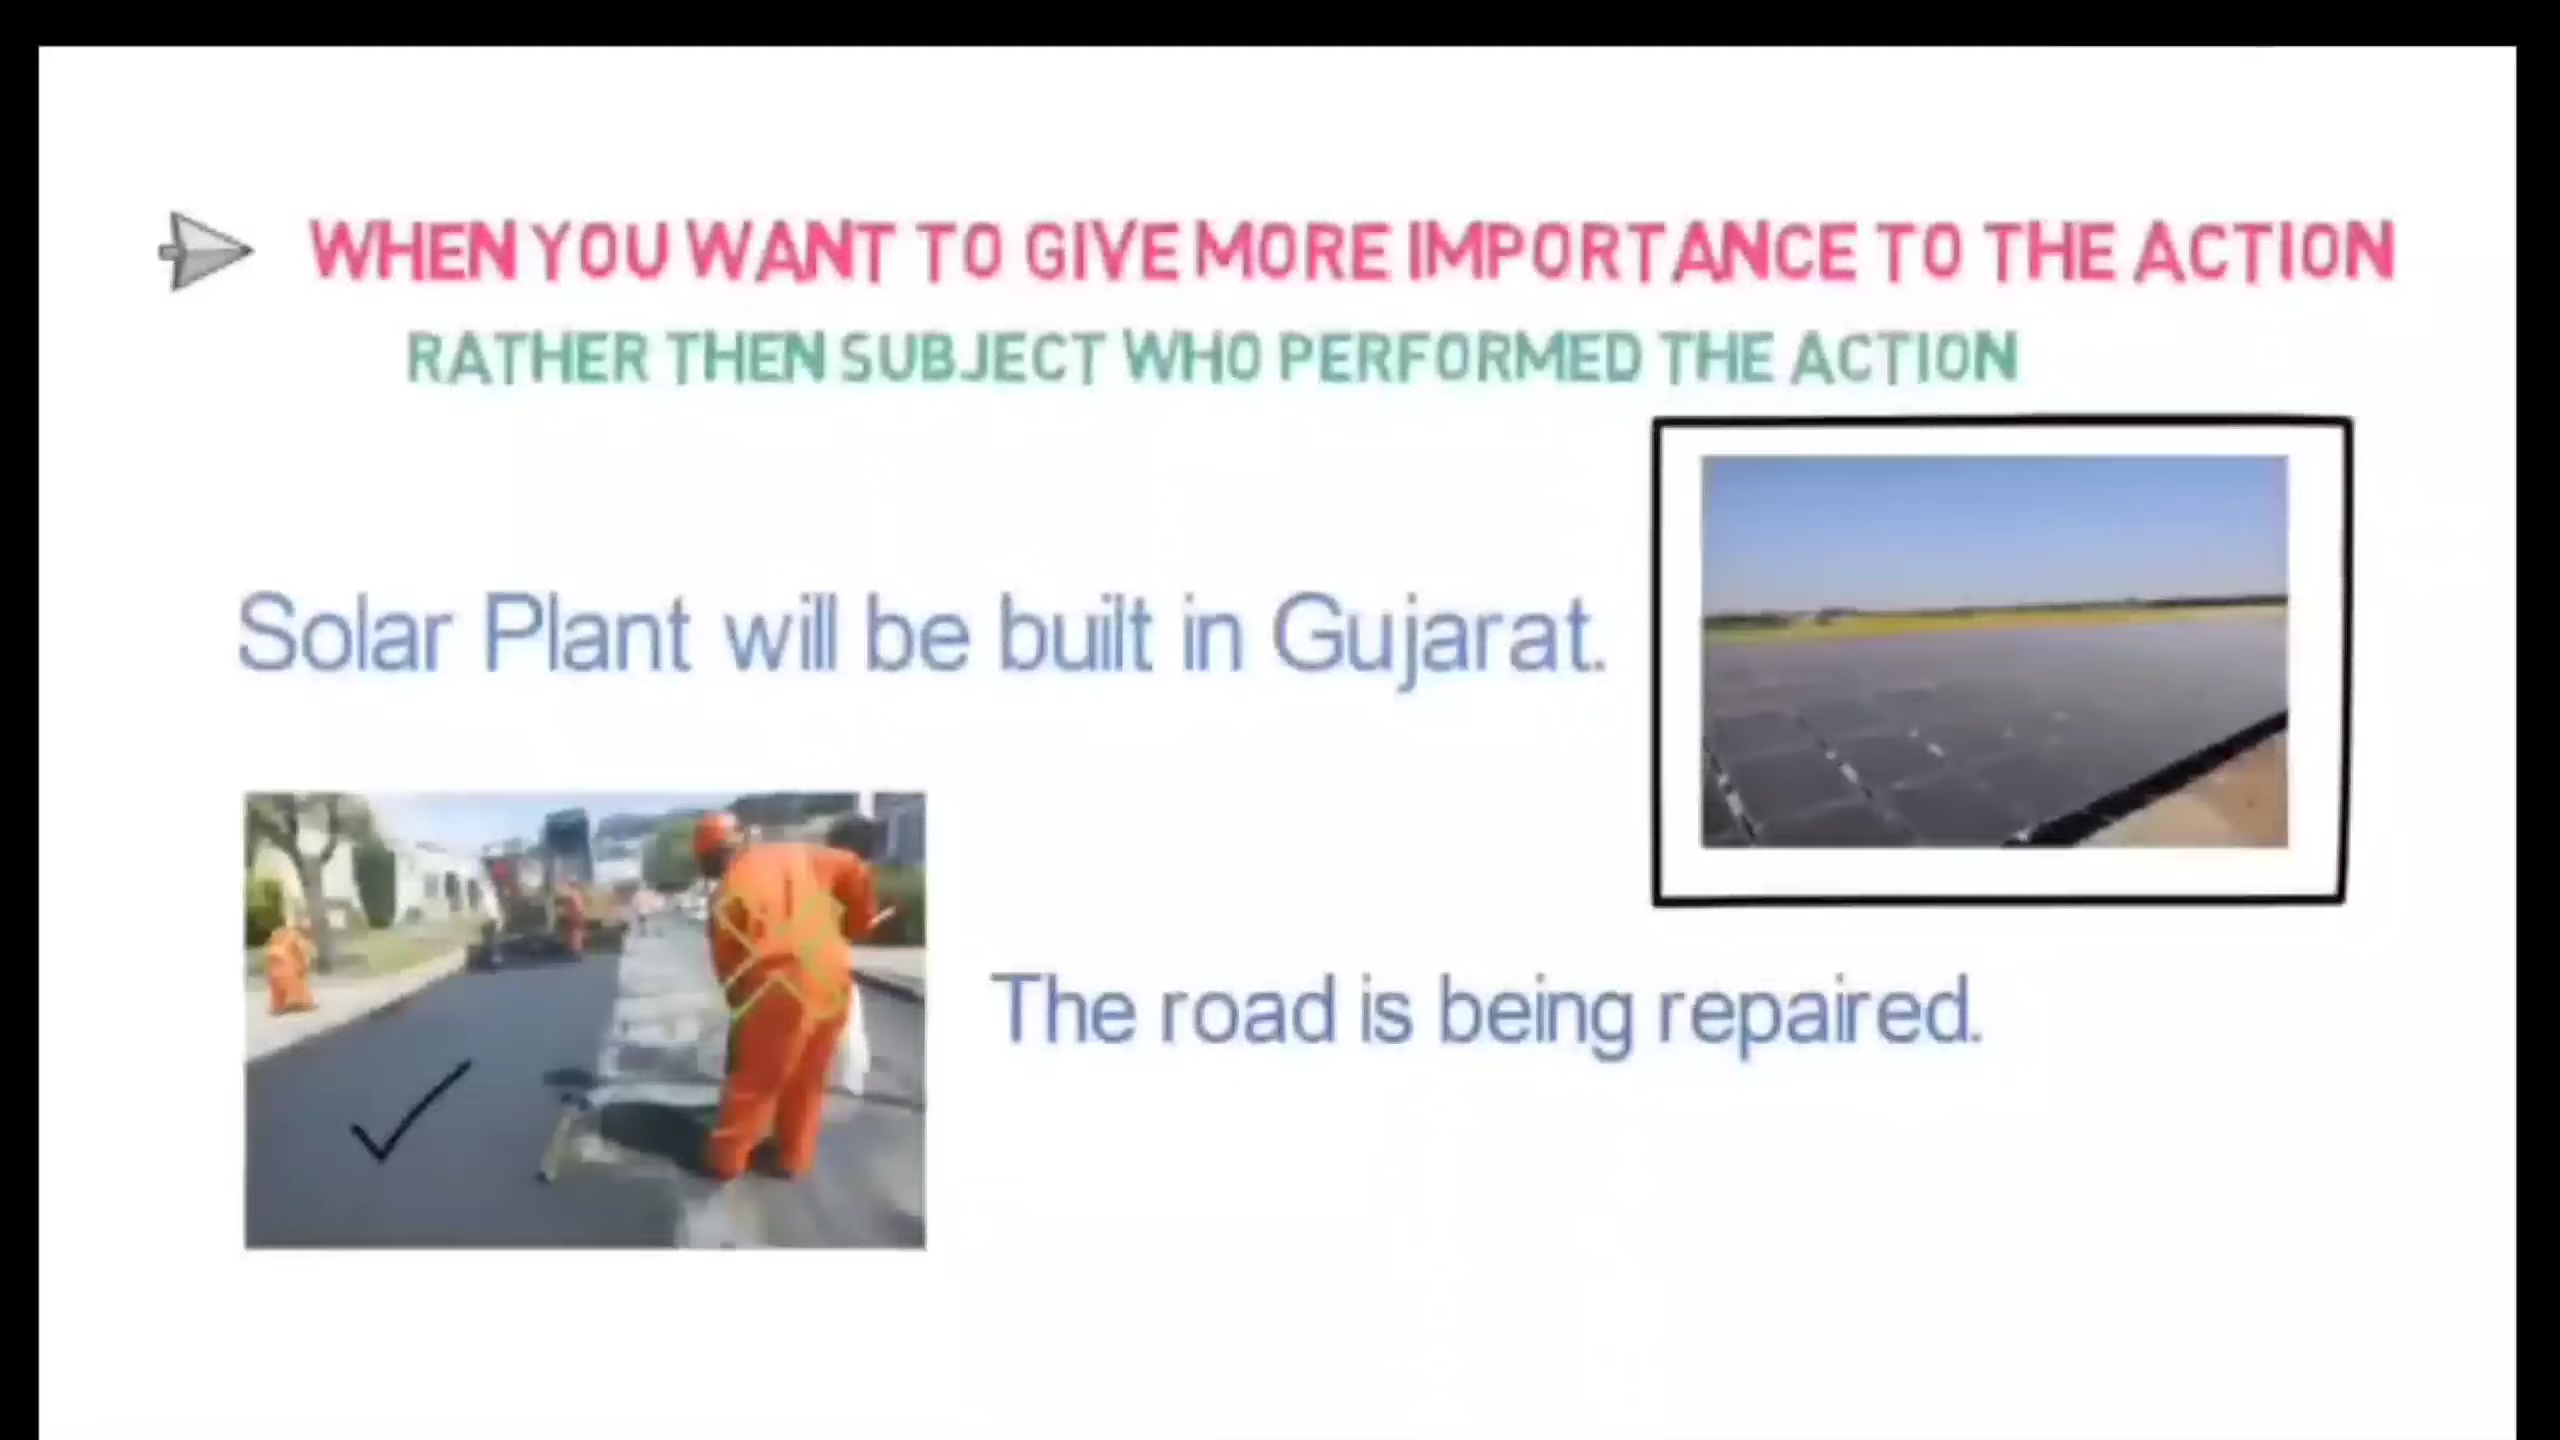 WHEN YOU WANT TO GIVE MORE IMPORTANCE TO THE ACTION
RATHER THEN SUBJECT WHO PERFORMED THE ACTION
Solar Plant will be built in Gujarat.
The road is being repaired.